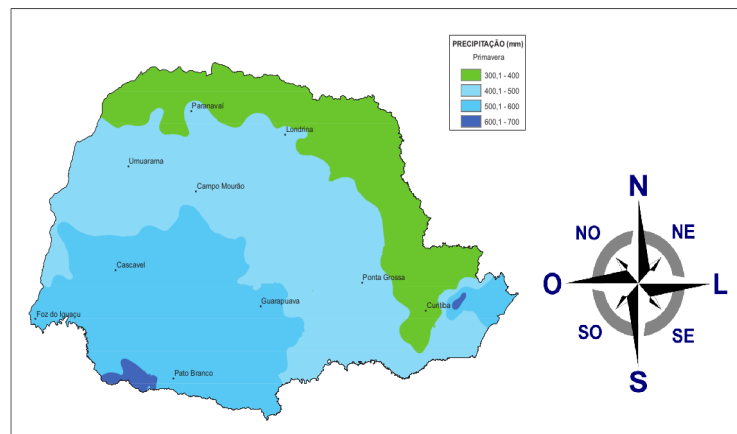 PRECIPITAÇÃO (mm)
Primavera
300,1 - 400
400,1 - 500
500,1 - 600
600,1 - 700
Paranavaí
Londrina
Umuarama
Campo Mourão
Cascavel
Ponta Grossa
Guarapuava
Curitiba
Foz do Iguaçu
Pato Branco
N
NO
NE
O
L
SO
SE
S